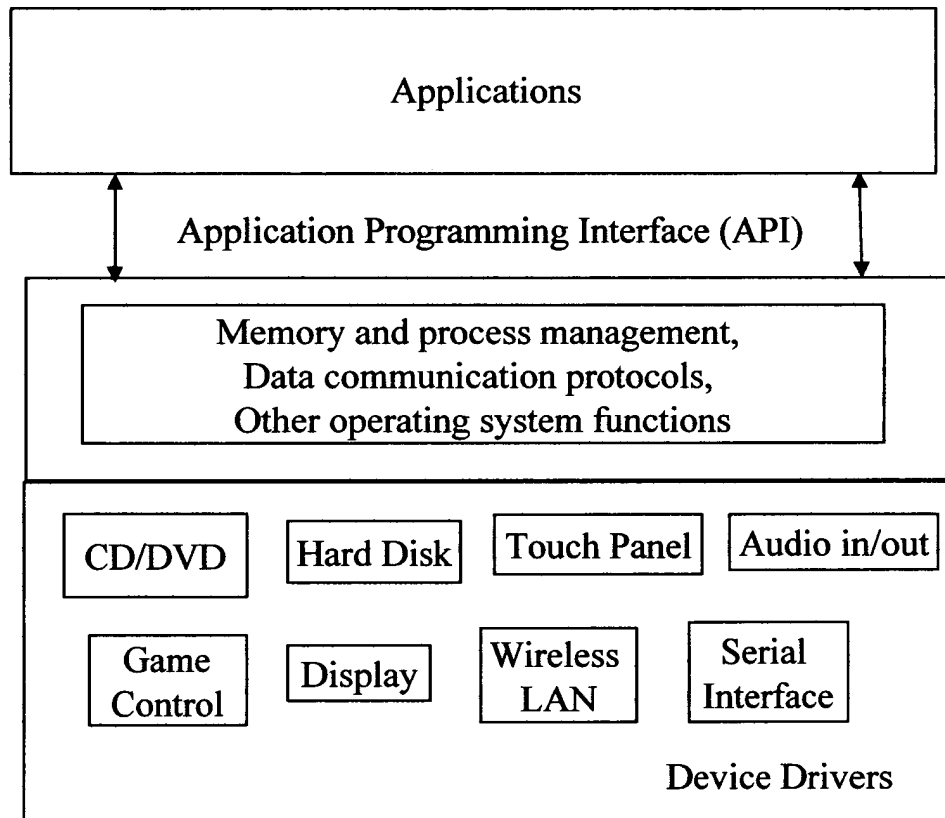 Applications
Application Programming Interface (API)
Memory and process management,
Data communication protocols,
Other operating system functions
CD/DVD
Hard Disk
Touch Panel
Audio in/out
Game
Control
Display
Wireless
LAN
Serial
Interface
Device Drivers